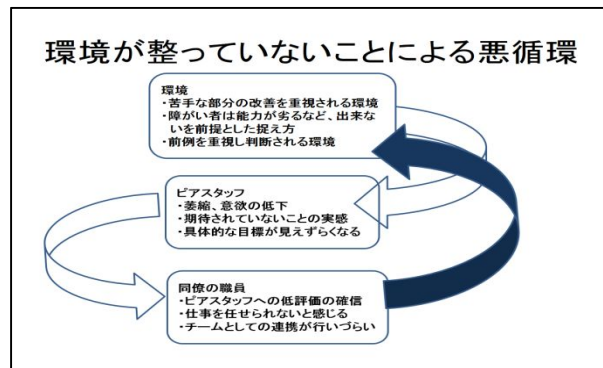 環境が整っていないことによる悪循環
環境
・苦手な部分の改善を重視される環境
・障がい者は能力が劣るなど、出来な
いを前提とした捉え方
・前例を重視し判断される環境
ピアスタッフ
・萎縮、意欲の低下
・期待されていないことの実感
・具体的な目標が見えずらくなる
同僚の職員
・ピアスタッフへの低評価の確信
・仕事を任せられないと感じる
・チームとしての連携が行いづらい